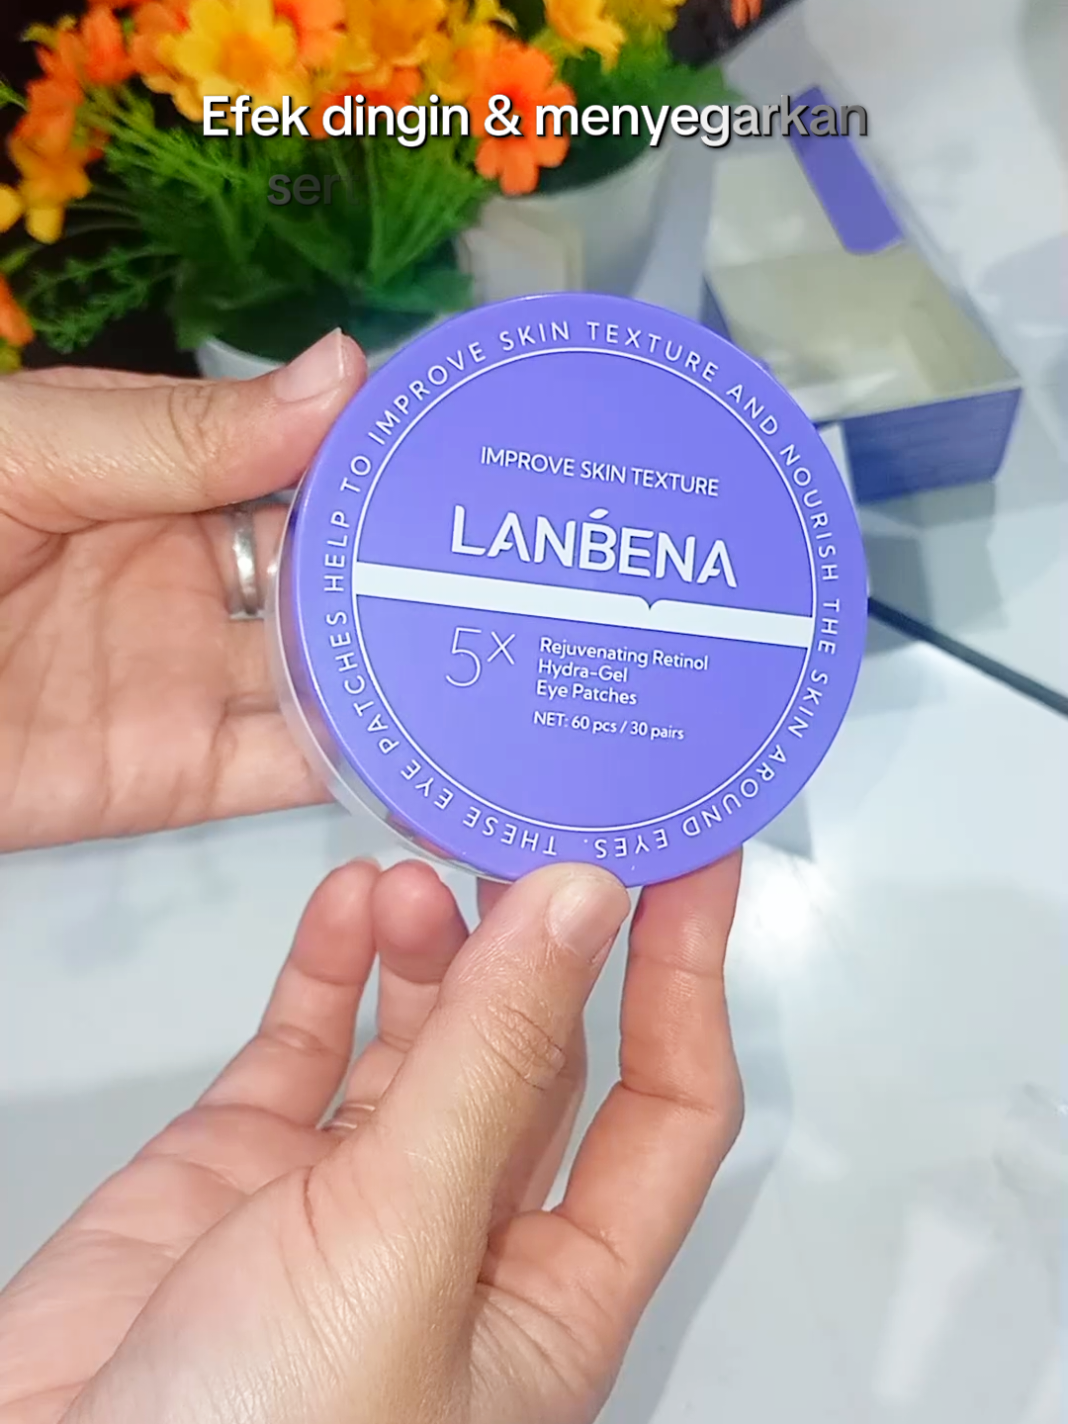 Efek dingin & menyegarkan
THESE EYE PATCHES HELP TO IMPROVE SKIN TEXTURE AND NOURISH THE SKIN AROUND EYES.
IMPROVE SKIN TEXTURE
LANBENA
5X
Rejuvenating Retinol
Hydra-Gel
Eye Patches
NET: 60 pcs / 30 pairs